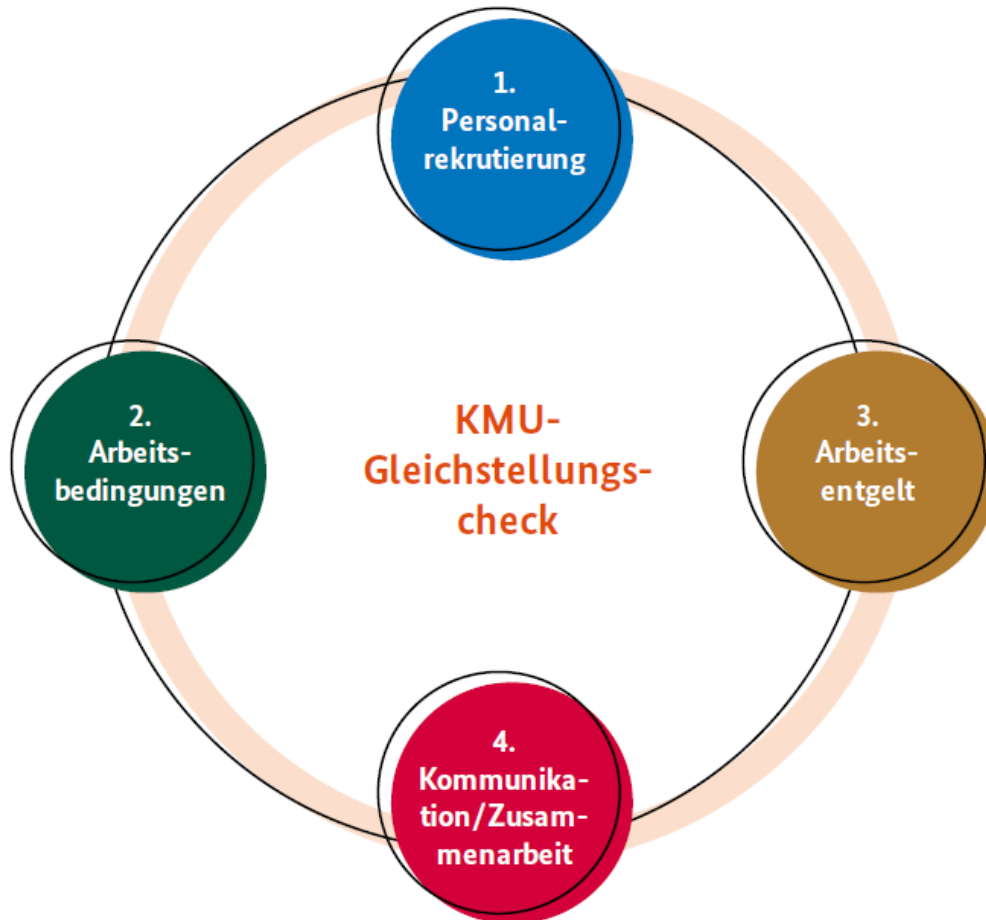 1.
Personal-
rekrutierung
2.
Arbeits-
bedingungen
KMU-
Gleichstellungs-
check
3.
Arbeits-
entgelt
4.
Kommunika-
tion/Zusam-
menarbeit